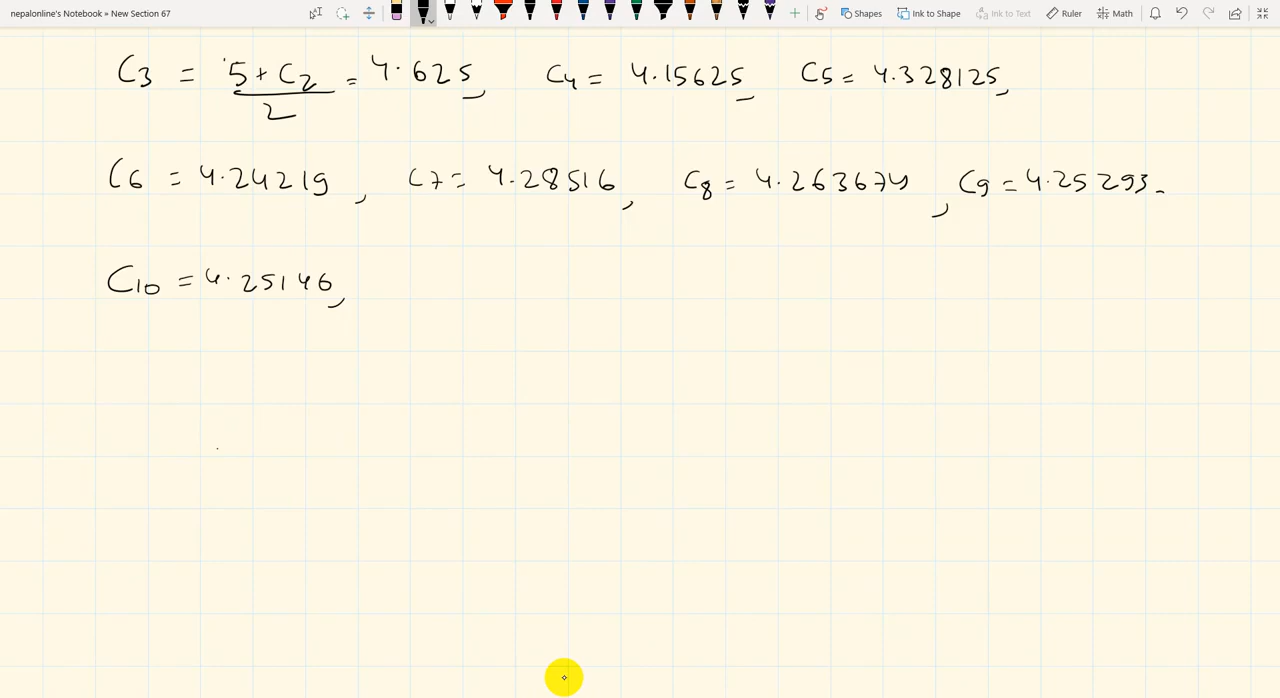 nepalonline's Notebook » New Section 67
Shapes Ink to Shape Ink to Text Ruler Math
C3 = 5 + C2 / 2 = 4.625, C4 = 4.15625, C5 = 4.328125,
C6 = 4.24219, C7 = 4.28516, C8 = 4.263674, C9 = 4.25293.
C10 = 4.25146,